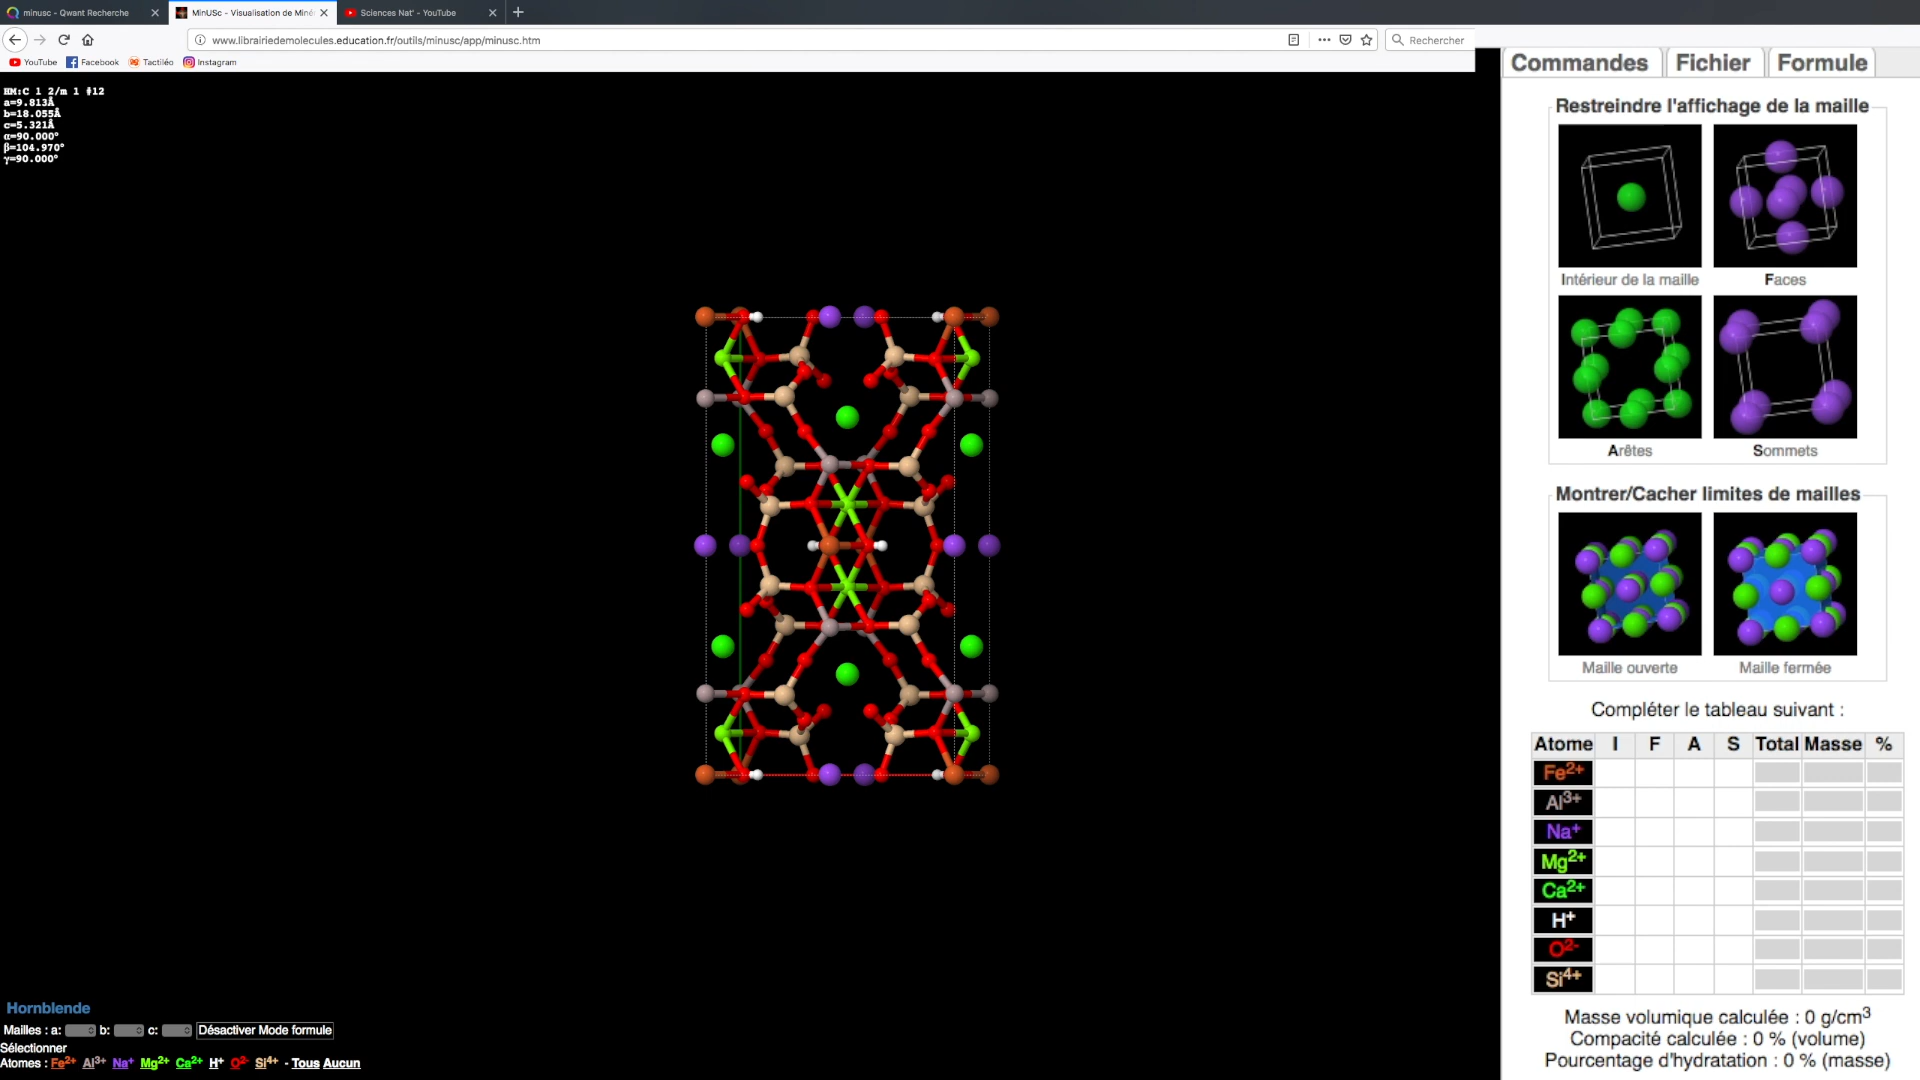 minusc - Qwant Recherche
MinUSc - Visualisation de Miné
Sciences Nat' - YouTube
www.librairiedemolecules.education.fr/outils/minusc/app/minusc.htm
Rechercher
YouTube
Facebook
Tactiléo
Instagram
HM:C 1 2/m 1 #12
a=9.813Å
b=18.055Å
c=5.321Å
α=90.000°
β=104.970°
γ=90.000°
Commandes
Fichier
Formule
Restreindre l'affichage de la maille
Intérieur de la maille
Faces
Arêtes
Sommets
Montrer/Cacher limites de mailles
Maille ouverte
Maille fermée
Compléter le tableau suivant :
Atome I F A S Total Masse %
Fe2+
Al3+
Na+
Mg2+
Ca2+
H+
O2-
Si4+
Masse volumique calculée : 0 g/cm3
Compacité calculée : 0 % (volume)
Pourcentage d'hydratation : 0 % (masse)
Hornblende
Mailles : a: b: c: Désactiver Mode formule
Sélectionner
Atomes : Fe2+ Al3+ Na+ Mg2+ Ca2+ H+ O2- Si4+ - Tous Aucun